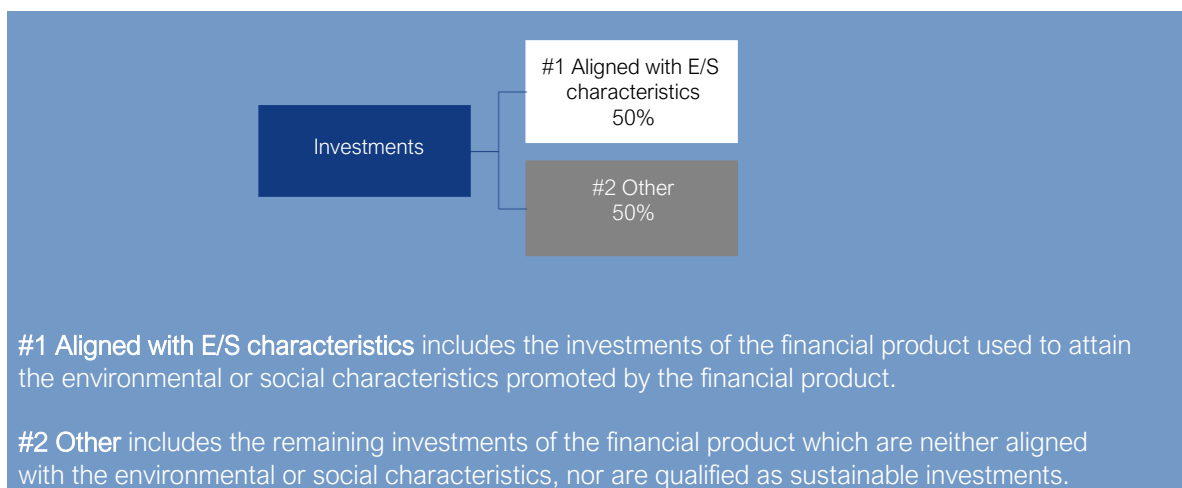 #1 Aligned with E/S
characteristics
50%
Investments
#2 Other
50%
#1 Aligned with E/S characteristics includes the investments of the financial product used to attain
the environmental or social characteristics promoted by the financial product.
#2 Other includes the remaining investments of the financial product which are neither aligned
with the environmental or social characteristics, nor are qualified as sustainable investments.